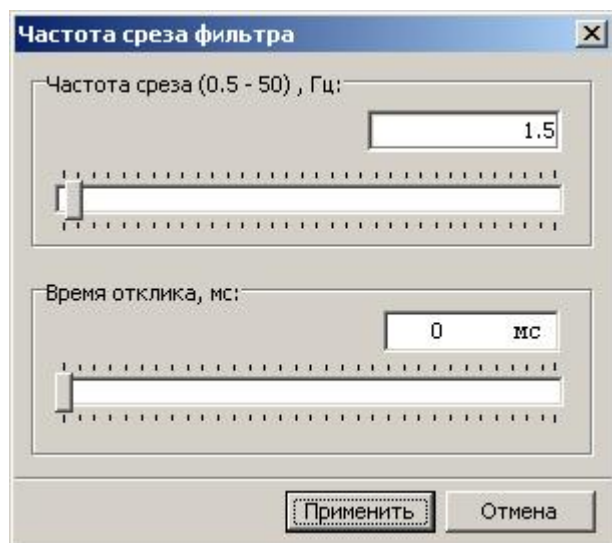 Частота среза фильтра
Частота среза (0.5 - 50) , Гц:
1.5
Время отклика, мс:
0 мс
Применить Отмена